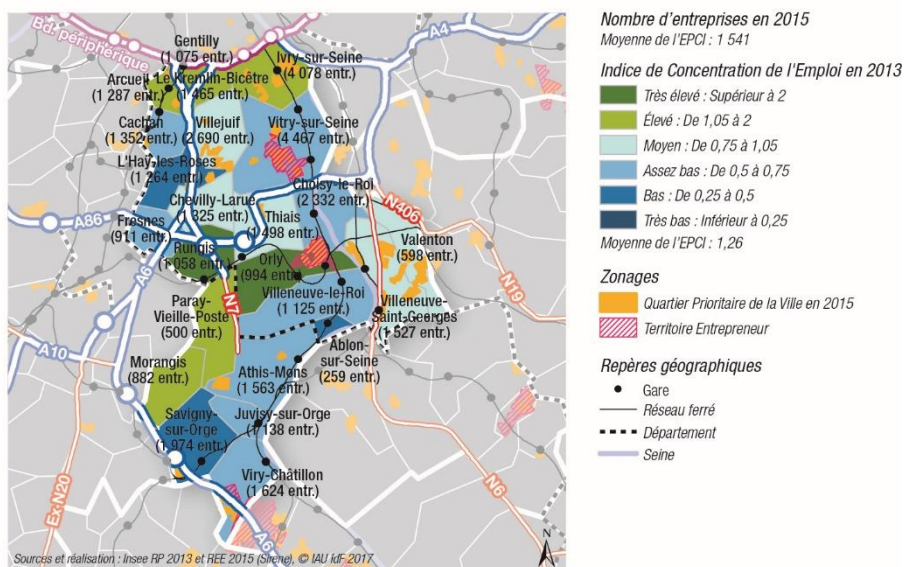 Bd. périphérique
Gentilly
(1 075 entr.)
Ivry-sur-Seine
(4 078 entr.)
A4
Arcueil
(1 287 entr.)
Le Kremlin-Bicêtre
(1 465 entr.)
Cachan
(1 352 entr.)
Villejuif
(2 690 entr.)
Vitry-sur-Seine
(4 467 entr.)
L'Haÿ-les-Roses
(1 264 entr.)
Choisy-le-Roi
(2 332 entr.)
Chevilly-Larue
(1 325 entr.)
A86
Thiais
(1 498 entr.)
N406
Fresnes
(911 entr.)
A6
Valenton
(598 entr.)
Rungis
(1 058 entr.)
Orly
(994 entr.)
N19
N7
Villeneuve-le-Roi
(1 125 entr.)
Paray-
Vieille-Poste
(500 entr.)
Villeneuve-
Saint-Georges
(1 527 entr.)
A10
Ablon-
sur-Seine
(259 entr.)
Morangis
(882 entr.)
Athis-Mons
(1 563 entr.)
Savigny-
sur-Orge
(1 974 entr.)
Juvisy-sur-Orge
(1 138 entr.)
Viry-Châtillon
(1 624 entr.)
Ex-N20
N6
A6
N
Sources et réalisation : Insee RP 2013 et REE 2015 (Sirene), © IAU îdF 2017
Nombre d'entreprises en 2015
Moyenne de l'EPCI : 1 541
Indice de Concentration de l'Emploi en 2013
Très élevé : Supérieur à 2
Élevé : De 1,05 à 2
Moyen : De 0,75 à 1,05
Assez bas : De 0,5 à 0,75
Bas : De 0,25 à 0,5
Très bas : Inférieur à 0,25
Moyenne de l'EPCI : 1,26
Zonages
Quartier Prioritaire de la Ville en 2015
Territoire Entrepreneur
Repères géographiques
Gare
Réseau ferré
Département
Seine